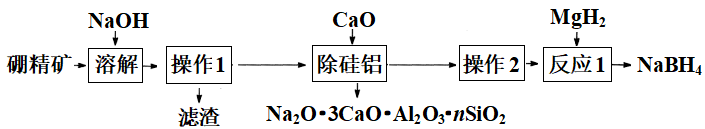 NaOH CaO MgH₂
硼精矿 溶解 操作1 除硅铝 操作2 反应1 NaBH₄
滤渣 Na₂O·3CaO·Al₂O₃·nSiO₂